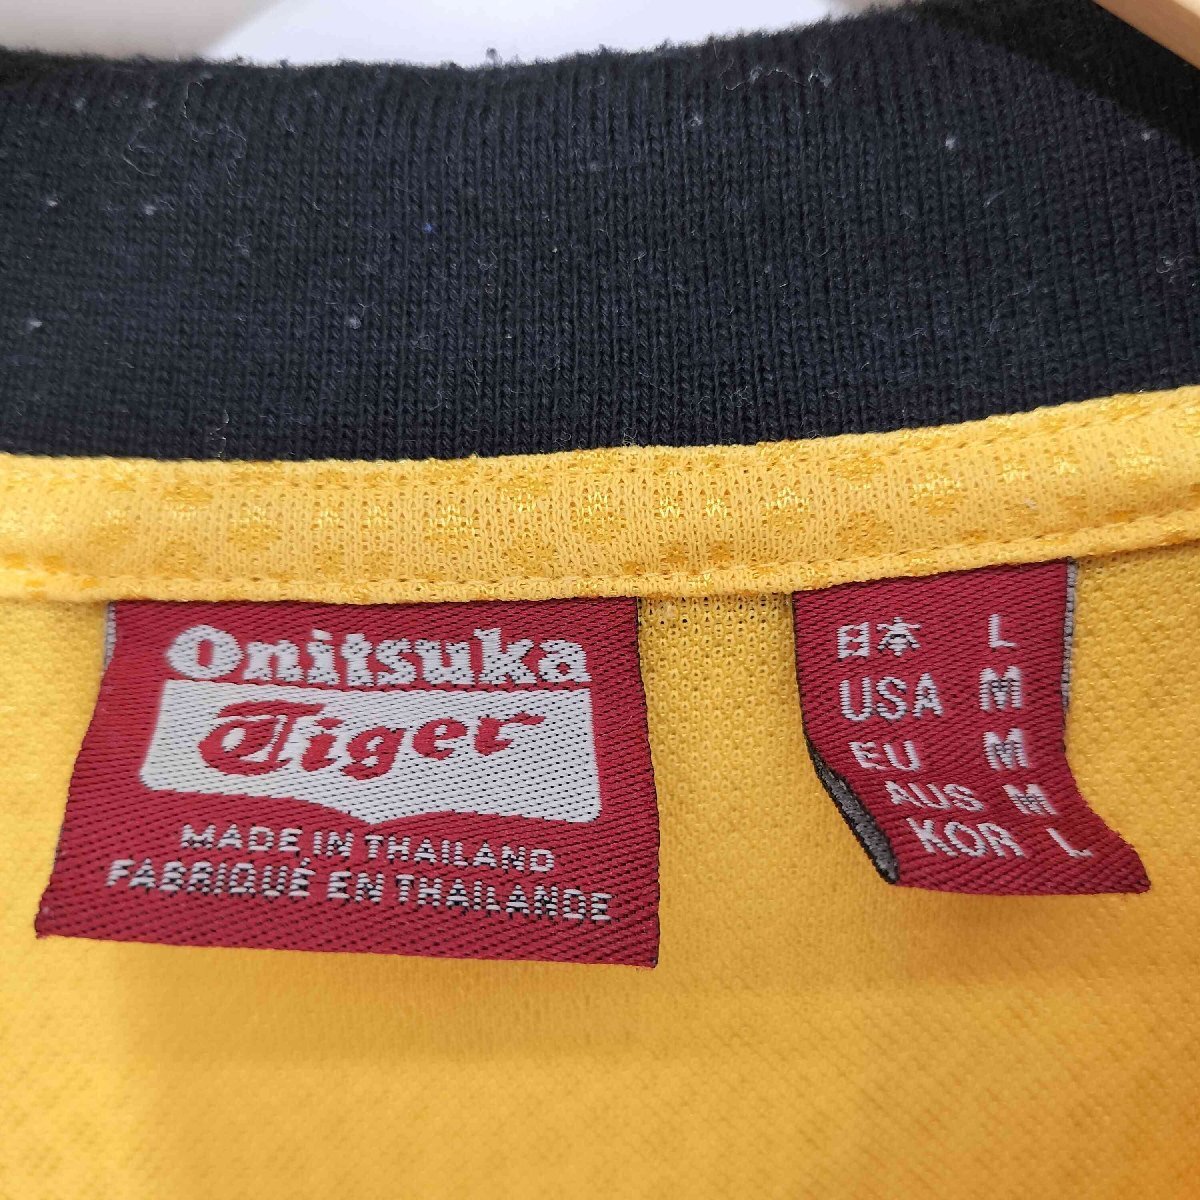 Onitsuka
Tiger
MADE IN THAILAND
FABRIQUÉ EN THAILANDE
日本 L
USA M
EU M
AUS M
KOR L